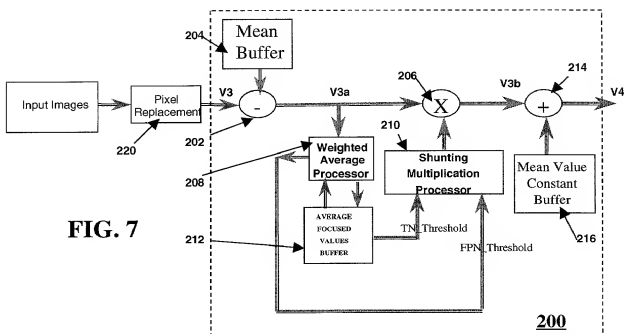 204
Mean
Buffer
206
214
V3
V3a
V3b
V4
Input Images
Pixel
Replacement
-
X
+
220
202
210
208
Weighted
Average
Processor
Shunting
Multiplication
Processor
Mean Value
Constant
Buffer
216
FIG. 7
212
AVERAGE
FOCUSED
VALUES
BUFFER
TN_Threshold
FPN_Threshold
200